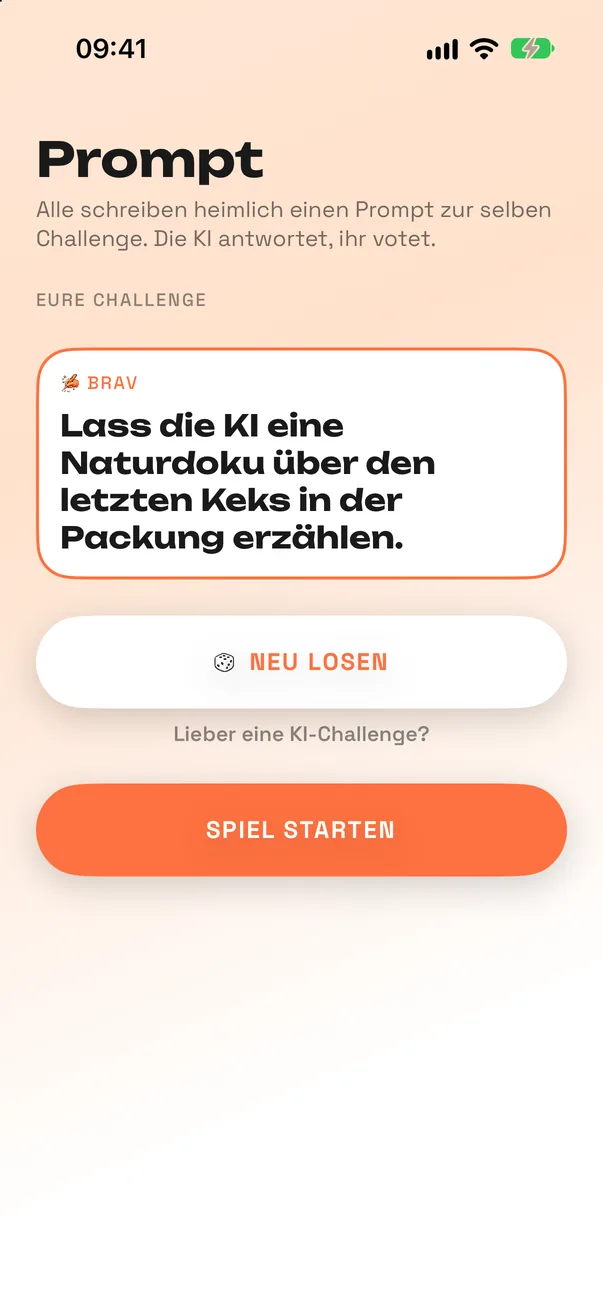 09:41
Prompt
Alle schreiben heimlich einen Prompt zur selben
Challenge. Die KI antwortet, ihr votet.
EURE CHALLENGE
BRAV
Lass die KI eine
Naturdoku über den
letzten Keks in der
Packung erzählen.
NEU LOSEN
Lieber eine KI-Challenge?
SPIEL STARTEN